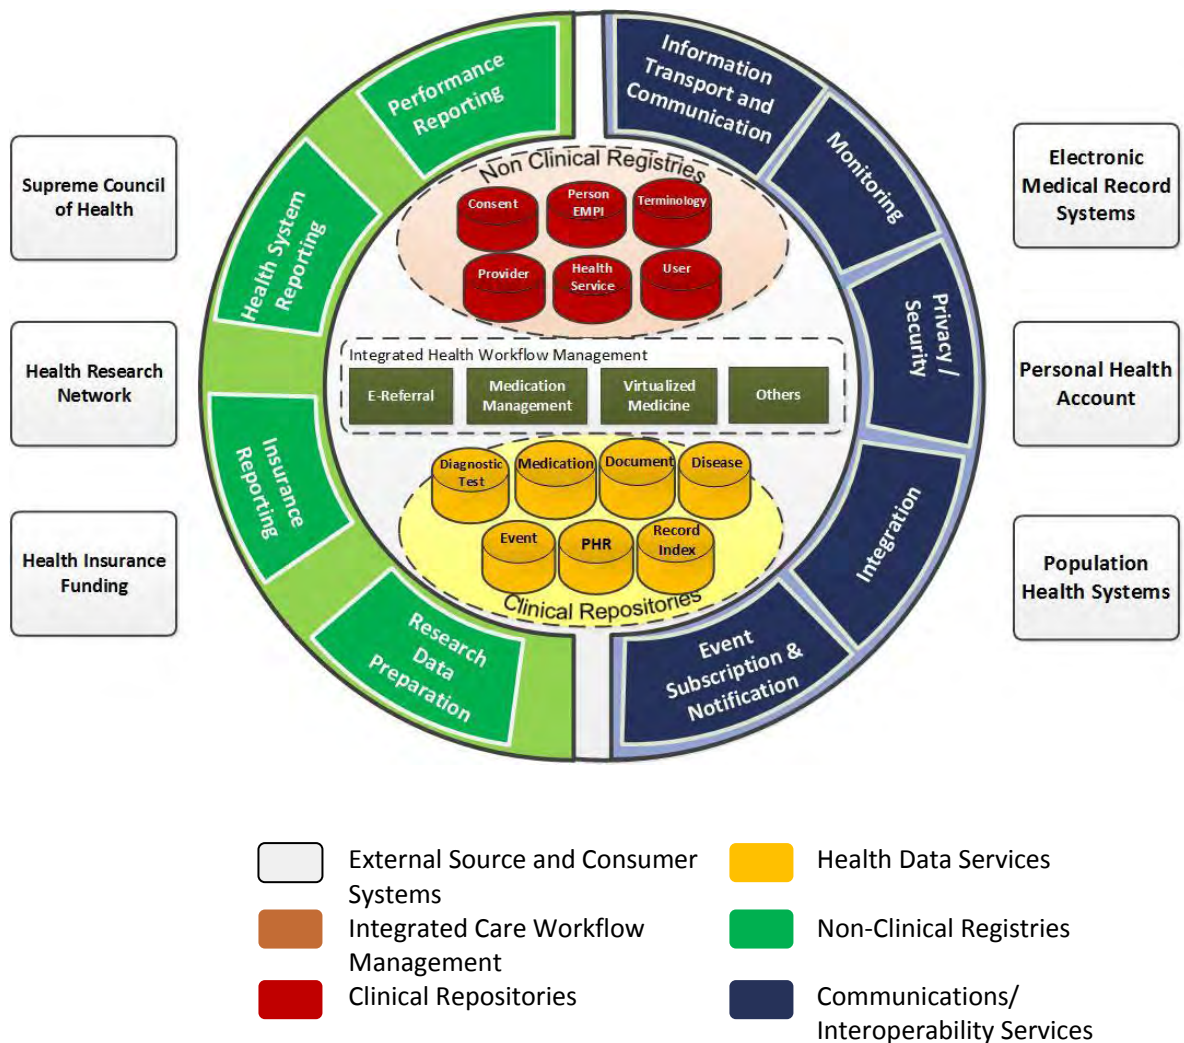 Performance
Reporting
Information
Transport and
Communication
Monitoring
Privacy /
Security
Integration
Event
Subscription &
Notification
Health System
Reporting
Insurance
Reporting
Research
Data
Preparation
Supreme Council
of Health
Health Research
Network
Health Insurance
Funding
Electronic
Medical Record
Systems
Personal Health
Account
Population
Health Systems
Non Clinical Registries
Consent
Person
EMPI
Terminology
Provider
Health
Service
User
Integrated Health Workflow Management
E-Referral
Medication
Management
Virtualized
Medicine
Others
Diagnostic
Test
Medication
Document
Disease
Event
PHR
Record
Index
Clinical Repositories
External Source and Consumer
Systems
Integrated Care Workflow
Management
Clinical Repositories
Health Data Services
Non-Clinical Registries
Communications/
Interoperability Services